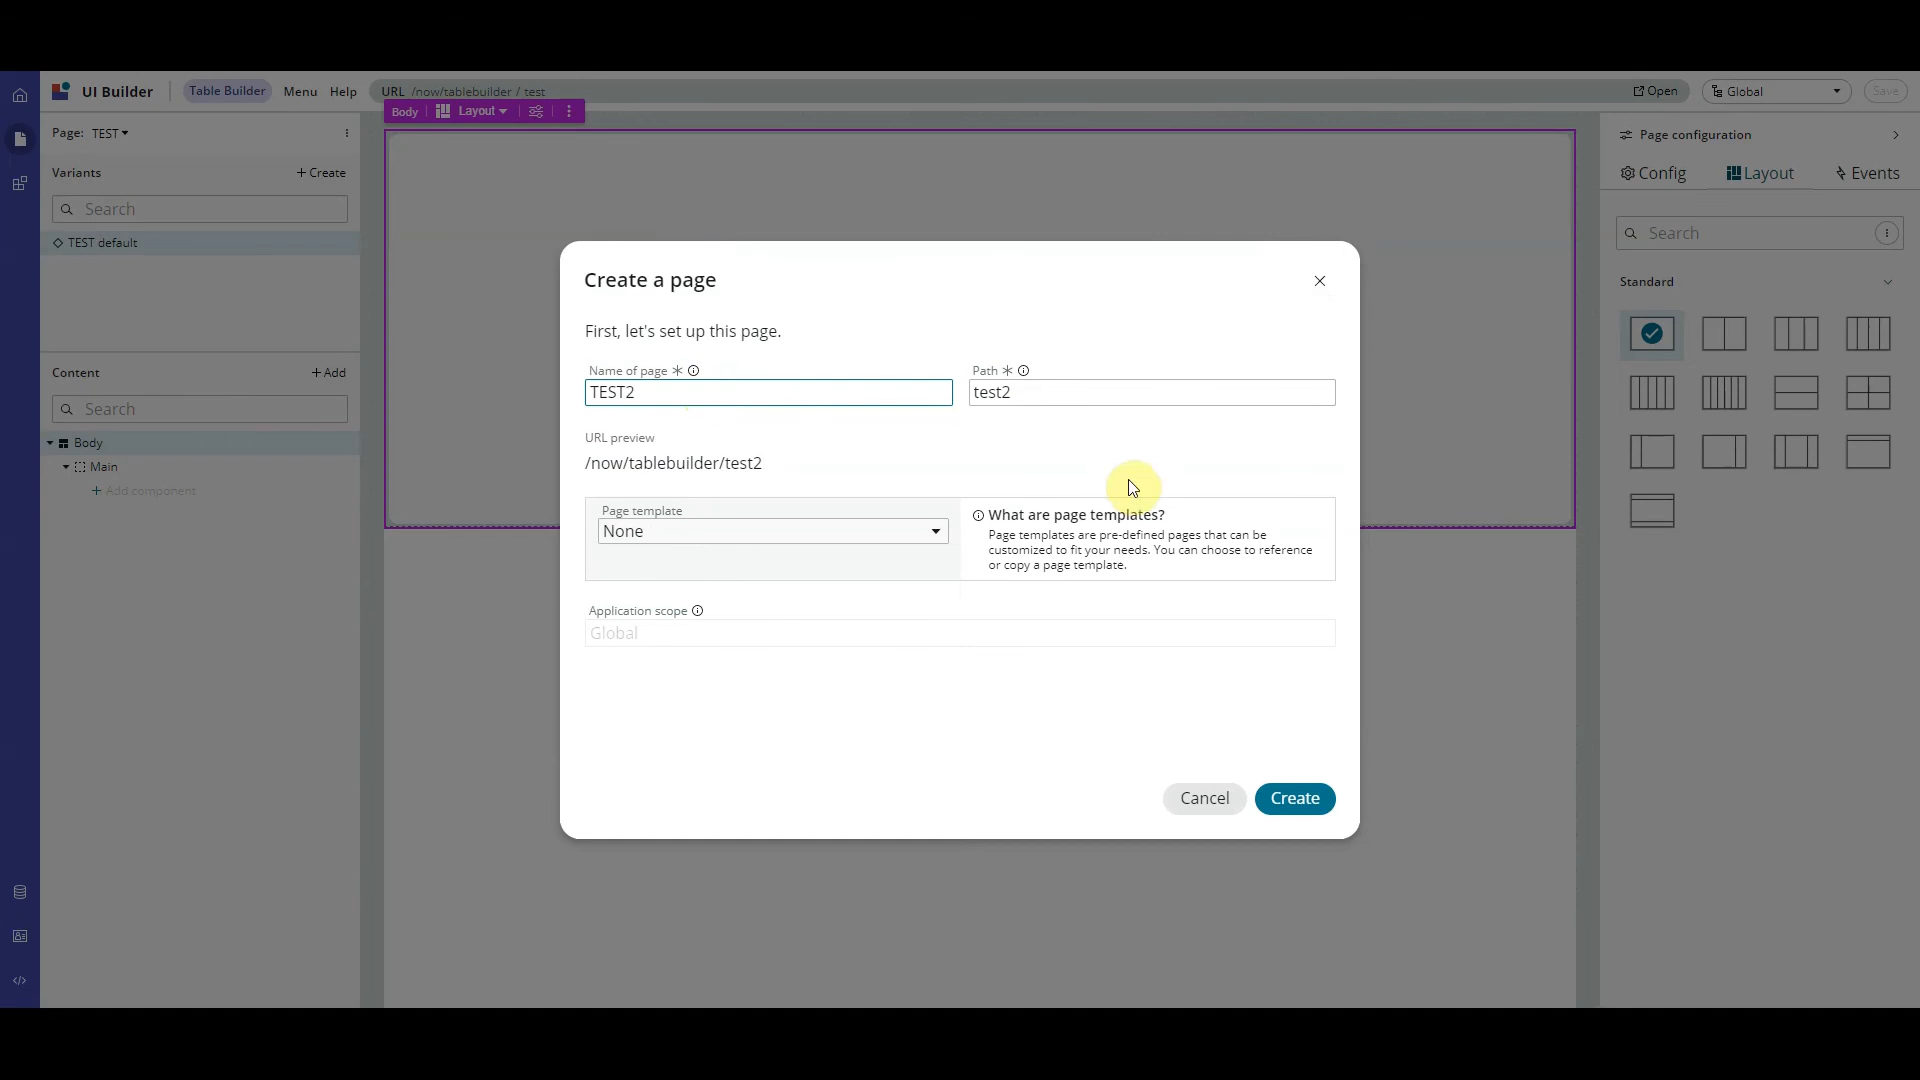 UI Builder
Table Builder
Menu
Help
URL /now/tablebuilder / test
Open
Global
Save
Body
Layout
Page: TEST
Variants
+ Create
Search
TEST default
Content
+ Add
Search
Body
Main
+ Add component
Page configuration
Config
Layout
Events
Search
Standard
Create a page
First, let's set up this page.
Name of page *
TEST2
Path *
test2
URL preview
/now/tablebuilder/test2
Page template
None
What are page templates?
Page templates are pre-defined pages that can be
customized to fit your needs. You can choose to reference
or copy a page template.
Application scope
Global
Cancel
Create